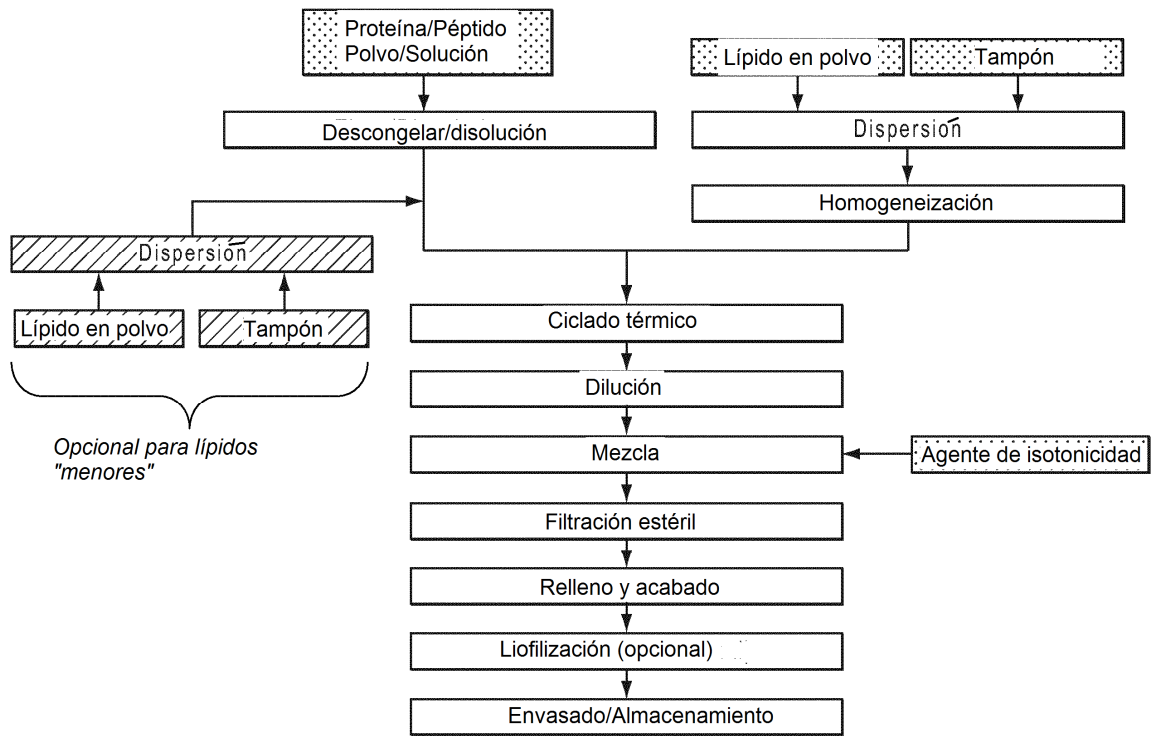 Proteína/Péptido
Polvo/Solución
Lípido en polvo
Tampón
Descongelar/disolución
Dispersión
Homogeneización
Dispersión
Lípido en polvo
Tampón
Opcional para lípidos
"menores"
Ciclado térmico
Dilución
Mezcla
Agente de isotonicidad
Filtración estéril
Relleno y acabado
Liofilización (opcional)
Envasado/Almacenamiento